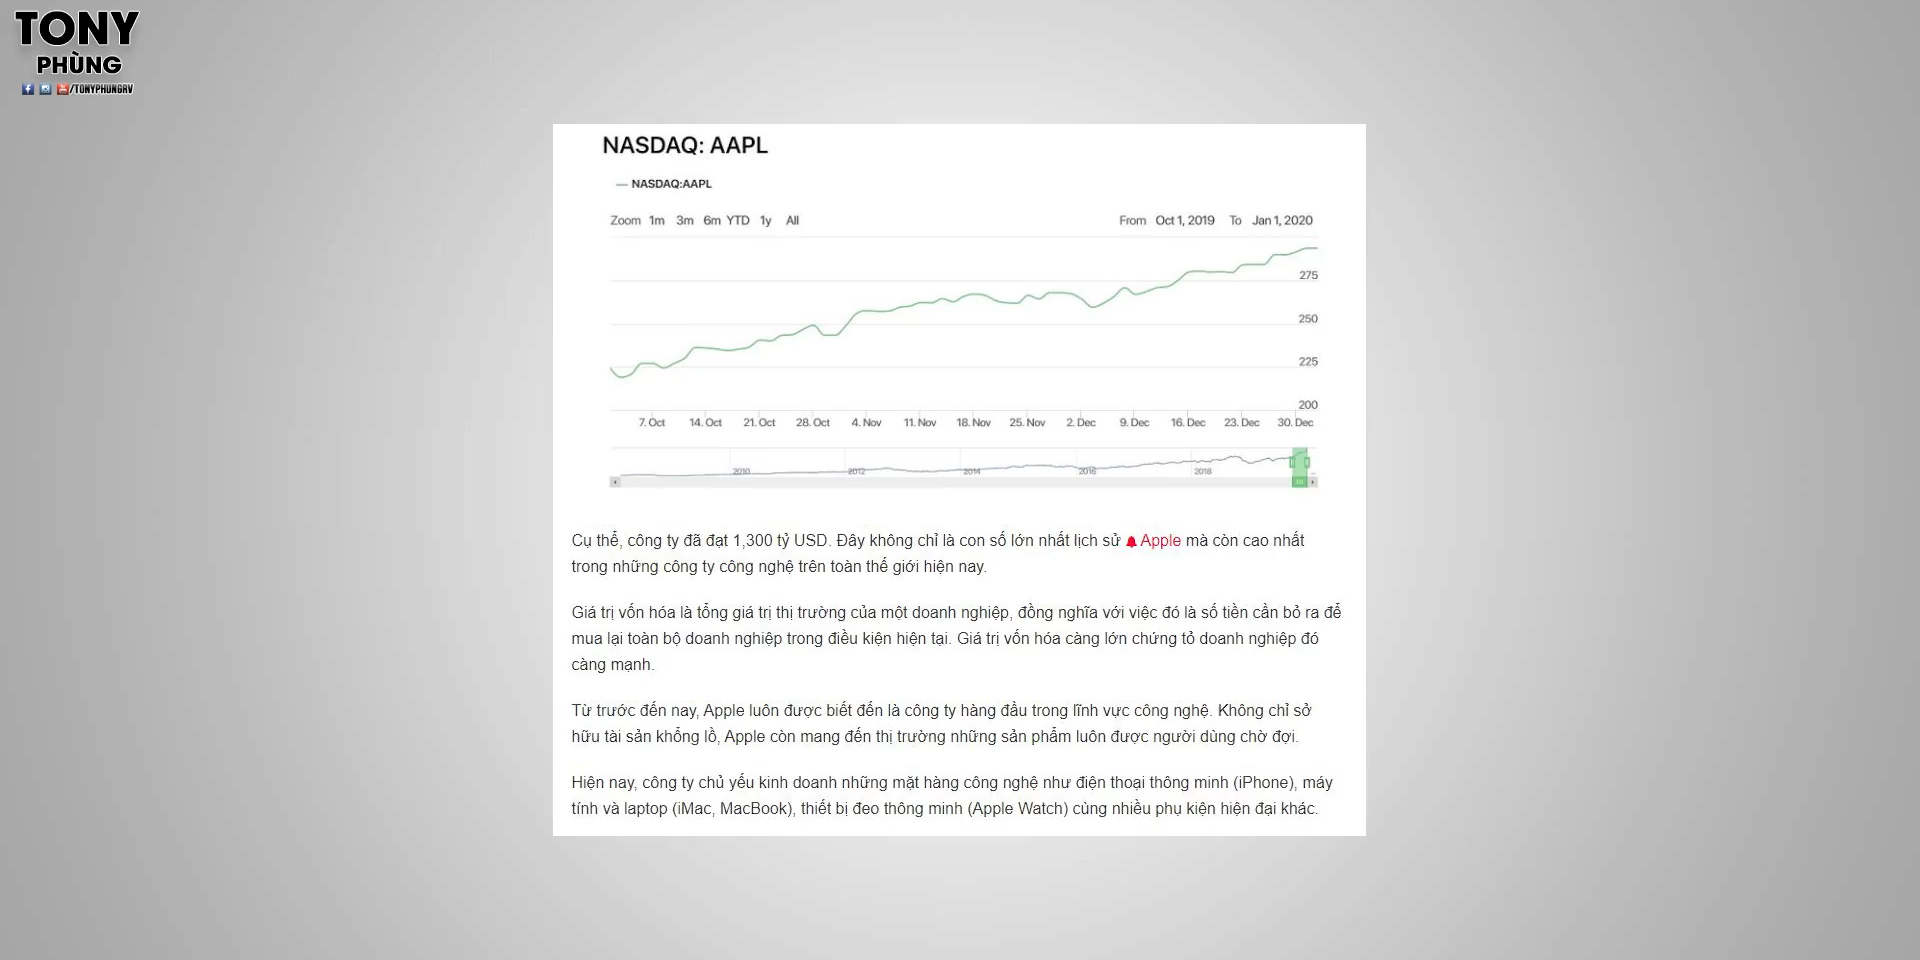 TONY
PHÙNG
/TONYPHUNGRV
NASDAQ: AAPL
NASDAQ:AAPL
Zoom 1m 3m 6m YTD 1y All From Oct 1, 2019 To Jan 1, 2020
275
250
225
200
7. Oct 14. Oct 21. Oct 28. Oct 4. Nov 11. Nov 18. Nov 25. Nov 2. Dec 9. Dec 16. Dec 23. Dec 30. Dec
2010 2012 2014 2016 2018
Cụ thể, công ty đã đạt 1,300 tỷ USD. Đây không chỉ là con số lớn nhất lịch sử Apple mà còn cao nhất
trong những công ty công nghệ trên toàn thế giới hiện nay.
Giá trị vốn hóa là tổng giá trị thị trường của một doanh nghiệp, đồng nghĩa với việc đó là số tiền cần bỏ ra để
mua lại toàn bộ doanh nghiệp trong điều kiện hiện tại. Giá trị vốn hóa càng lớn chứng tỏ doanh nghiệp đó
càng mạnh.
Từ trước đến nay, Apple luôn được biết đến là công ty hàng đầu trong lĩnh vực công nghệ. Không chỉ sở
hữu tài sản khổng lồ, Apple còn mang đến thị trường những sản phẩm luôn được người dùng chờ đợi.
Hiện nay, công ty chủ yếu kinh doanh những mặt hàng công nghệ như điện thoại thông minh (iPhone), máy
tính và laptop (iMac, MacBook), thiết bị đeo thông minh (Apple Watch) cùng nhiều phụ kiện hiện đại khác.